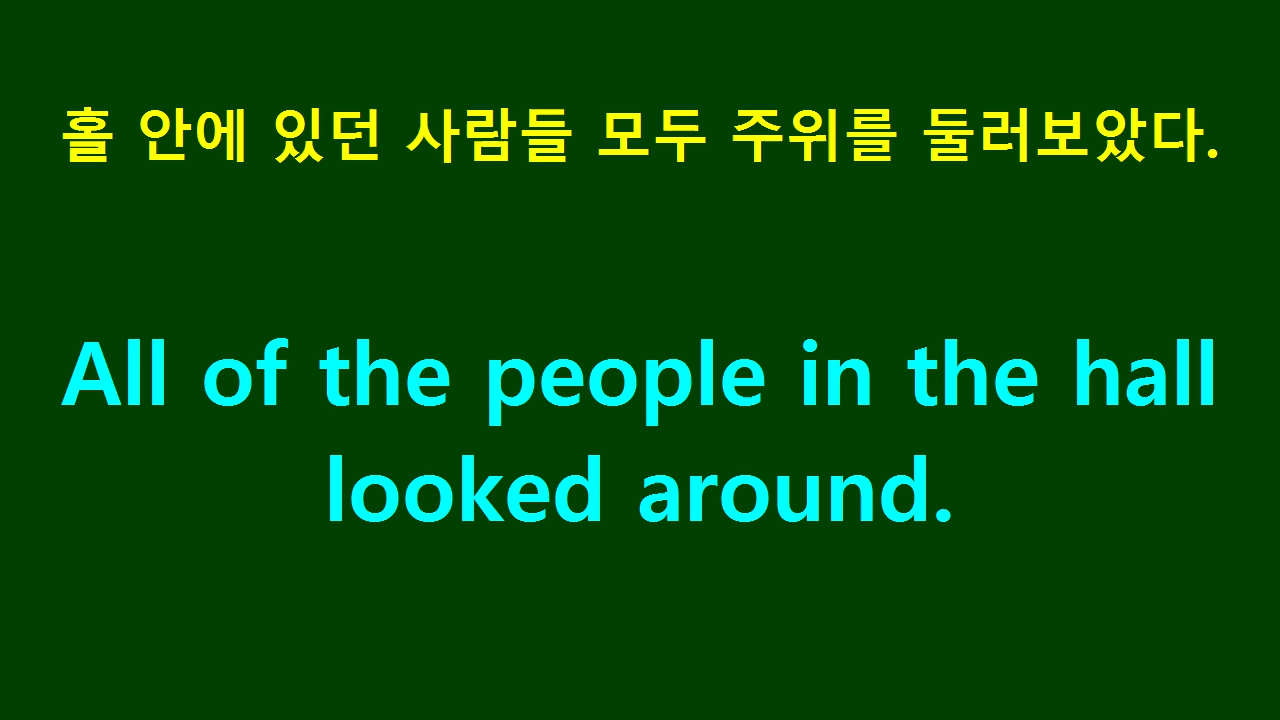 홀 안에 있던 사람들 모두 주위를 둘러보았다.
All of the people in the hall
looked around.